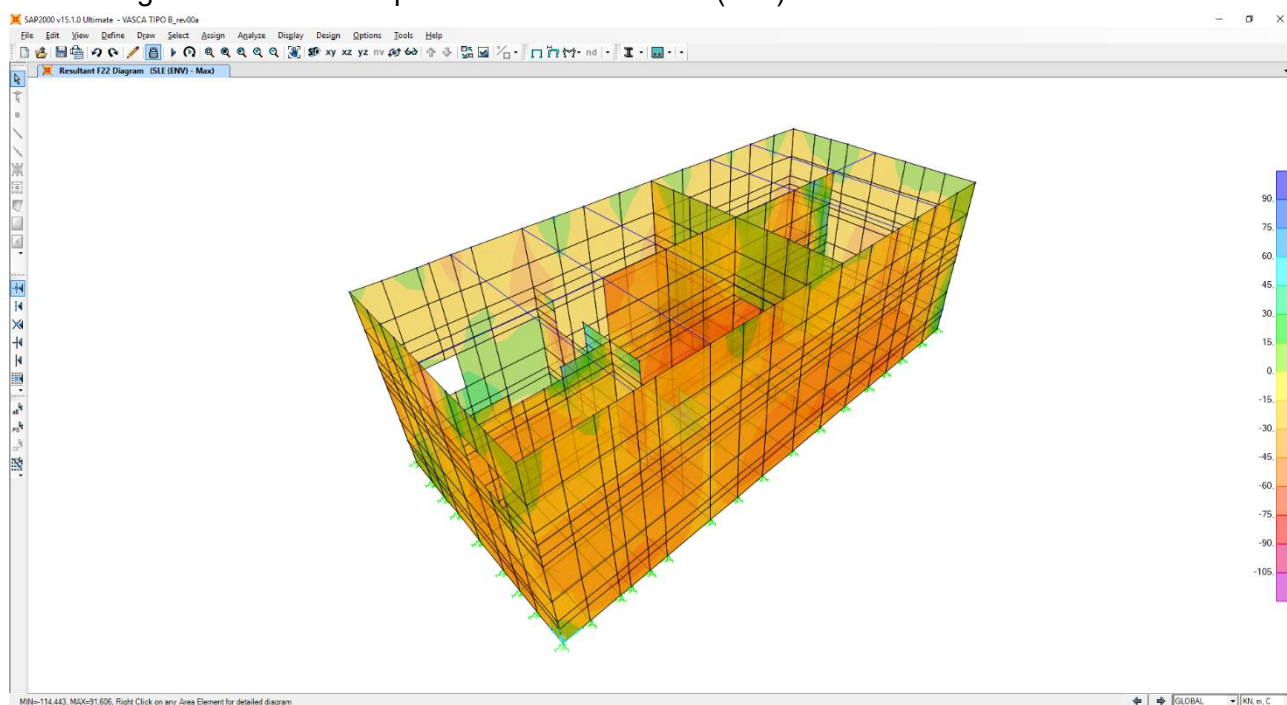 SAP2000 v15.1.0 Ultimate - VASCA TIPO B_rev00a
File Edit View Define Draw Select Assign Analyze Display Design Options Tools Help
xy xz yz nv nd
Resultant F22 Diagram (SLE (ENV) - Max)
90.
75.
60.
45.
30.
15.
0.
-15.
-30.
-45.
-60.
-75.
-90.
-105.
MIN=-114.443, MAX=91.606, Right Click on any Area Element for detailed diagram
GLOBAL KN, m, C